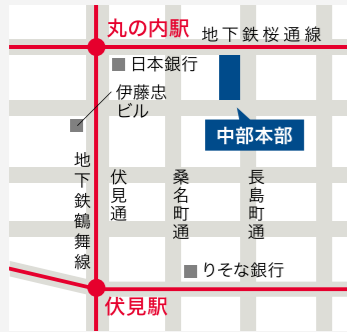 丸の内駅
地下鉄桜通線
日本銀行
伊藤忠
ビル
中部本部
地下鉄鶴舞線
伏見通
桑名町通
長島町通
りそな銀行
伏見駅